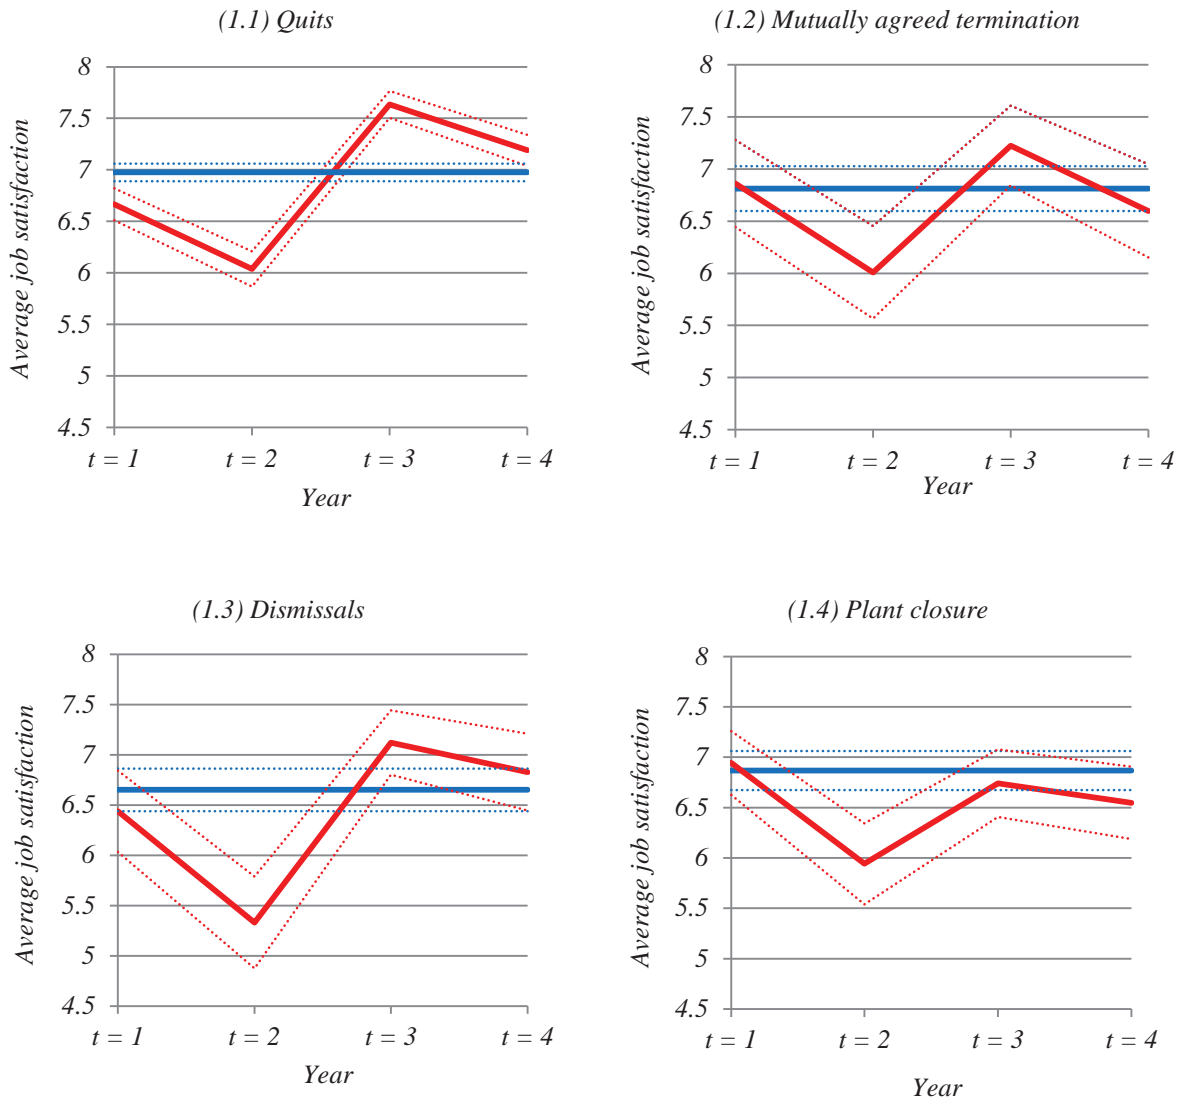 (1.1) Quits
Average job satisfaction
8
7.5
7
6.5
6
5.5
5
4.5
t = 1 t = 2 t = 3 t = 4
Year
(1.2) Mutually agreed termination
Average job satisfaction
8
7.5
7
6.5
6
5.5
5
4.5
t = 1 t = 2 t = 3 t = 4
Year
(1.3) Dismissals
Average job satisfaction
8
7.5
7
6.5
6
5.5
5
4.5
t = 1 t = 2 t = 3 t = 4
Year
(1.4) Plant closure
Average job satisfaction
8
7.5
7
6.5
6
5.5
5
4.5
t = 1 t = 2 t = 3 t = 4
Year